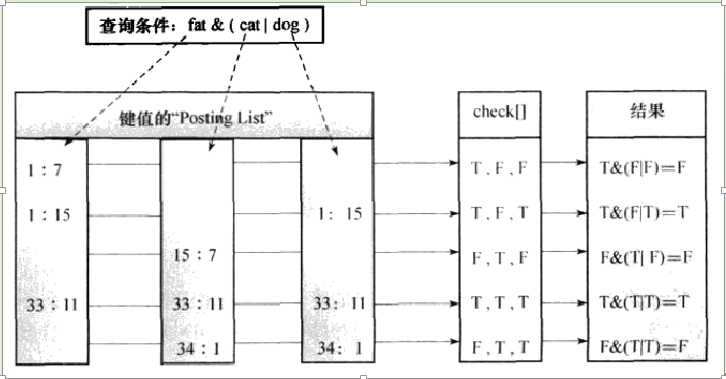 查询条件：fat & ( cat | dog )
键值的“Posting List”
check[]
结果
1 : 7
T , F , F
T&(F|F)=F
1 : 15
1: 15
T , F , T
T&(F|T)=T
15 : 7
F , T , F
F&(T| F)=F
33 : 11
33 : 11
33: 11
T , T , T
T&(T|T)=T
34 : 1
34: 1
F , T , T
F&(T|T)=F